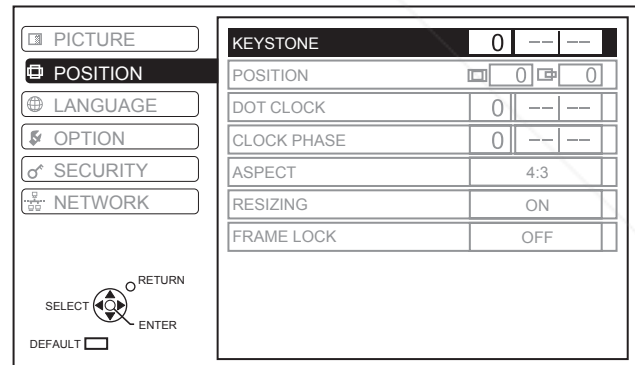 PICTURE
POSITION
LANGUAGE
OPTION
SECURITY
NETWORK
RETURN
SELECT
ENTER
DEFAULT
KEYSTONE 0 -- --
POSITION 0 0
DOT CLOCK 0 -- --
CLOCK PHASE 0 -- --
ASPECT 4:3
RESIZING ON
FRAME LOCK OFF